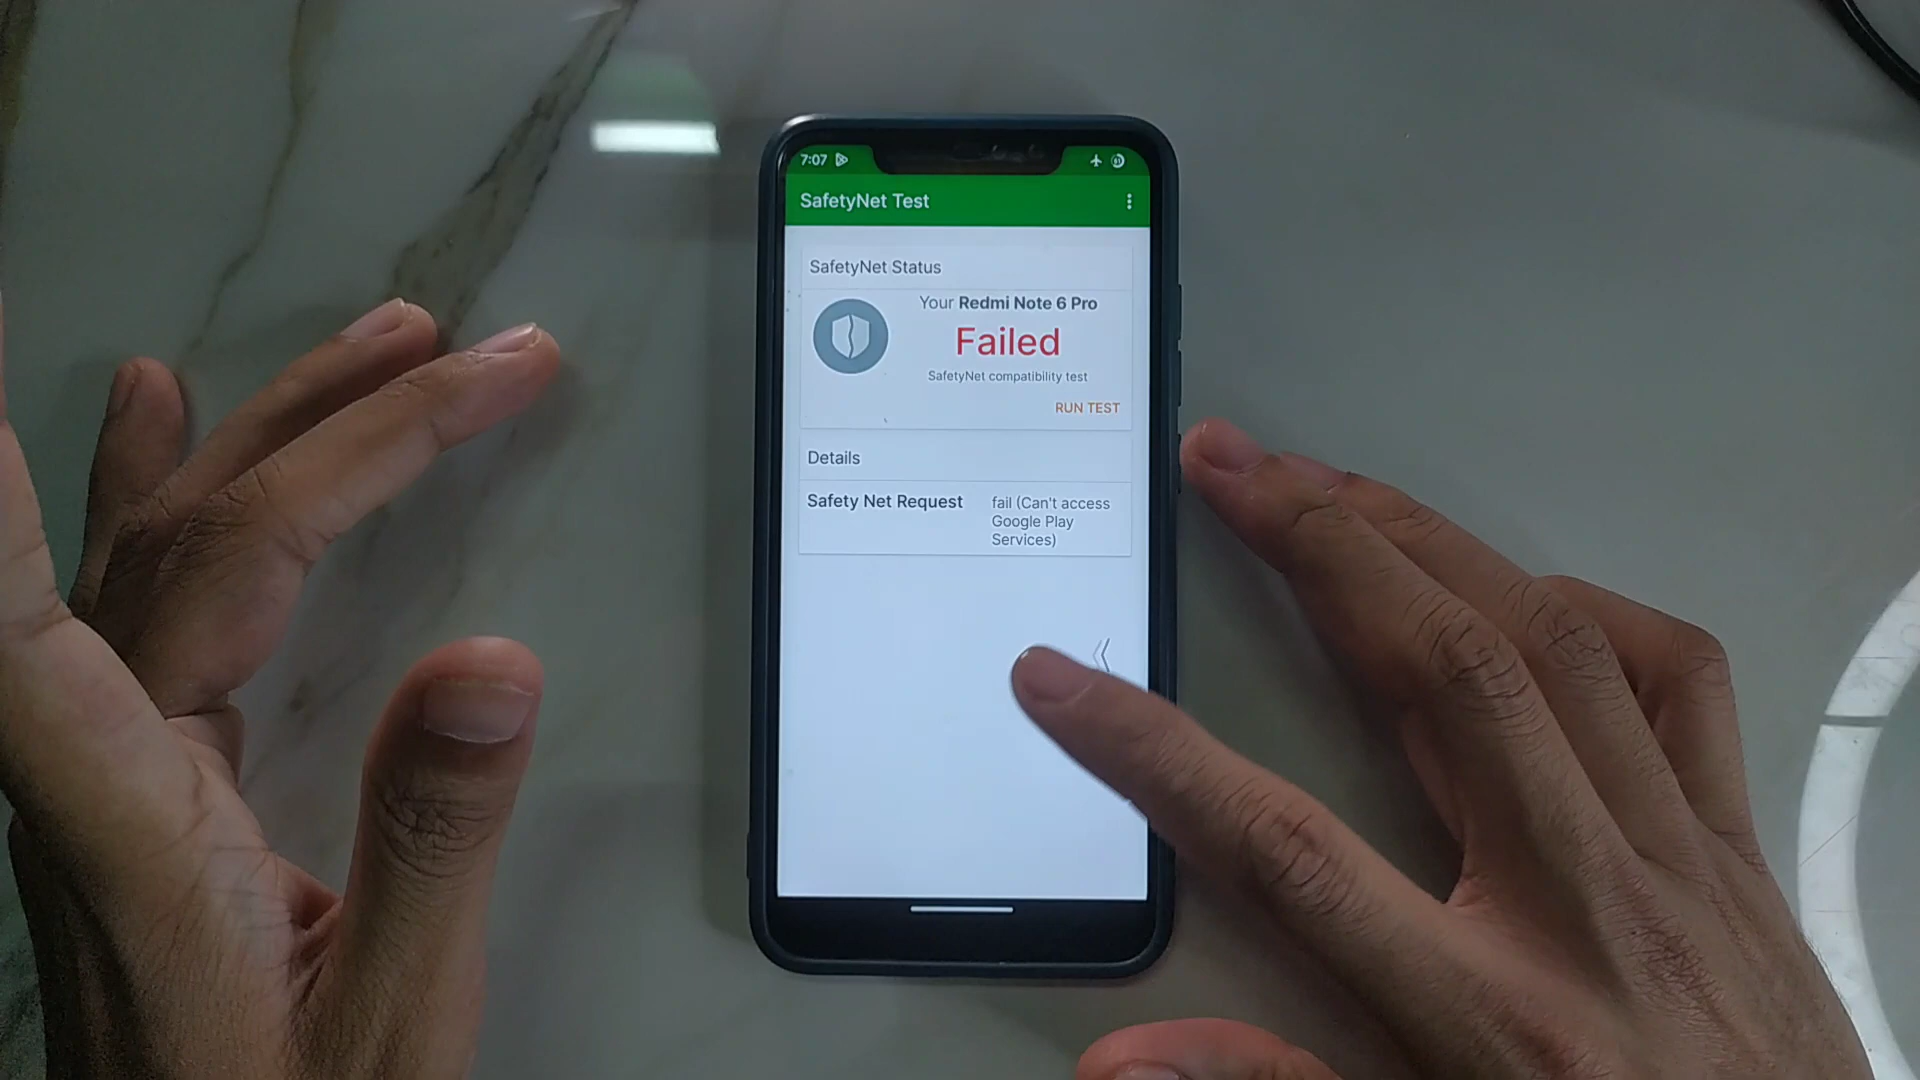 7:07
SafetyNet Test
SafetyNet Status
Your Redmi Note 6 Pro
Failed
SafetyNet compatibility test
RUN TEST
Details
Safety Net Request
fail (Can't access
Google Play
Services)